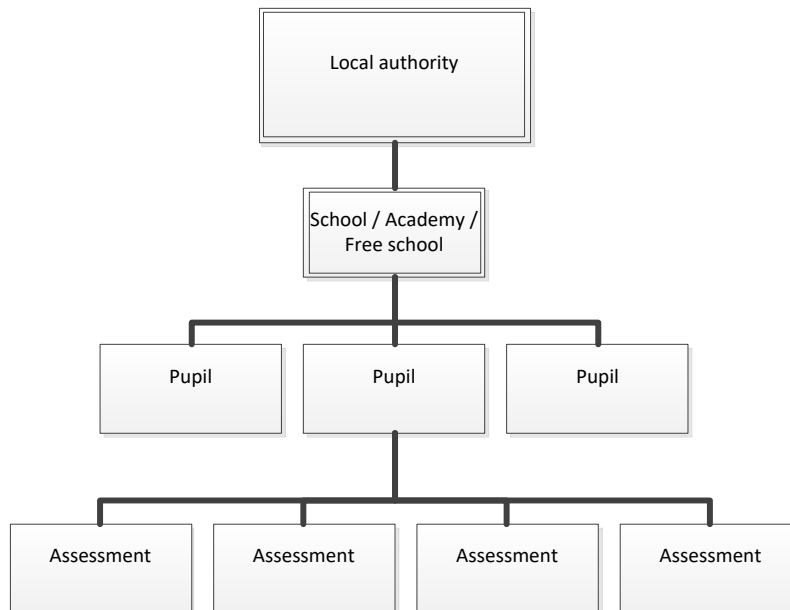 Local authority
School / Academy /
Free school
Pupil
Pupil
Pupil
Assessment
Assessment
Assessment
Assessment